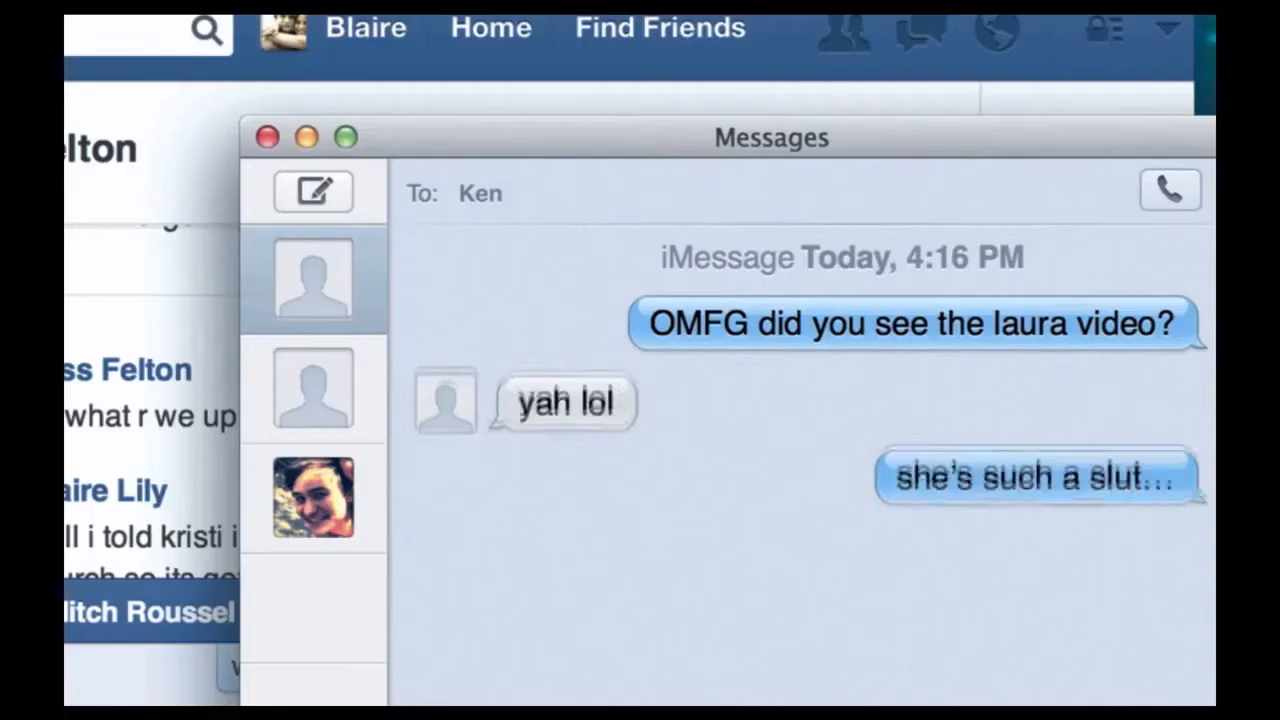 Blaire Home Find Friends
elton
Messages
To: Ken
iMessage Today, 4:16 PM
OMFG did you see the laura video?
yah lol
she's such a slut...
ss Felton
what r we up
aire Lily
ll i told kristi i
litch Roussel